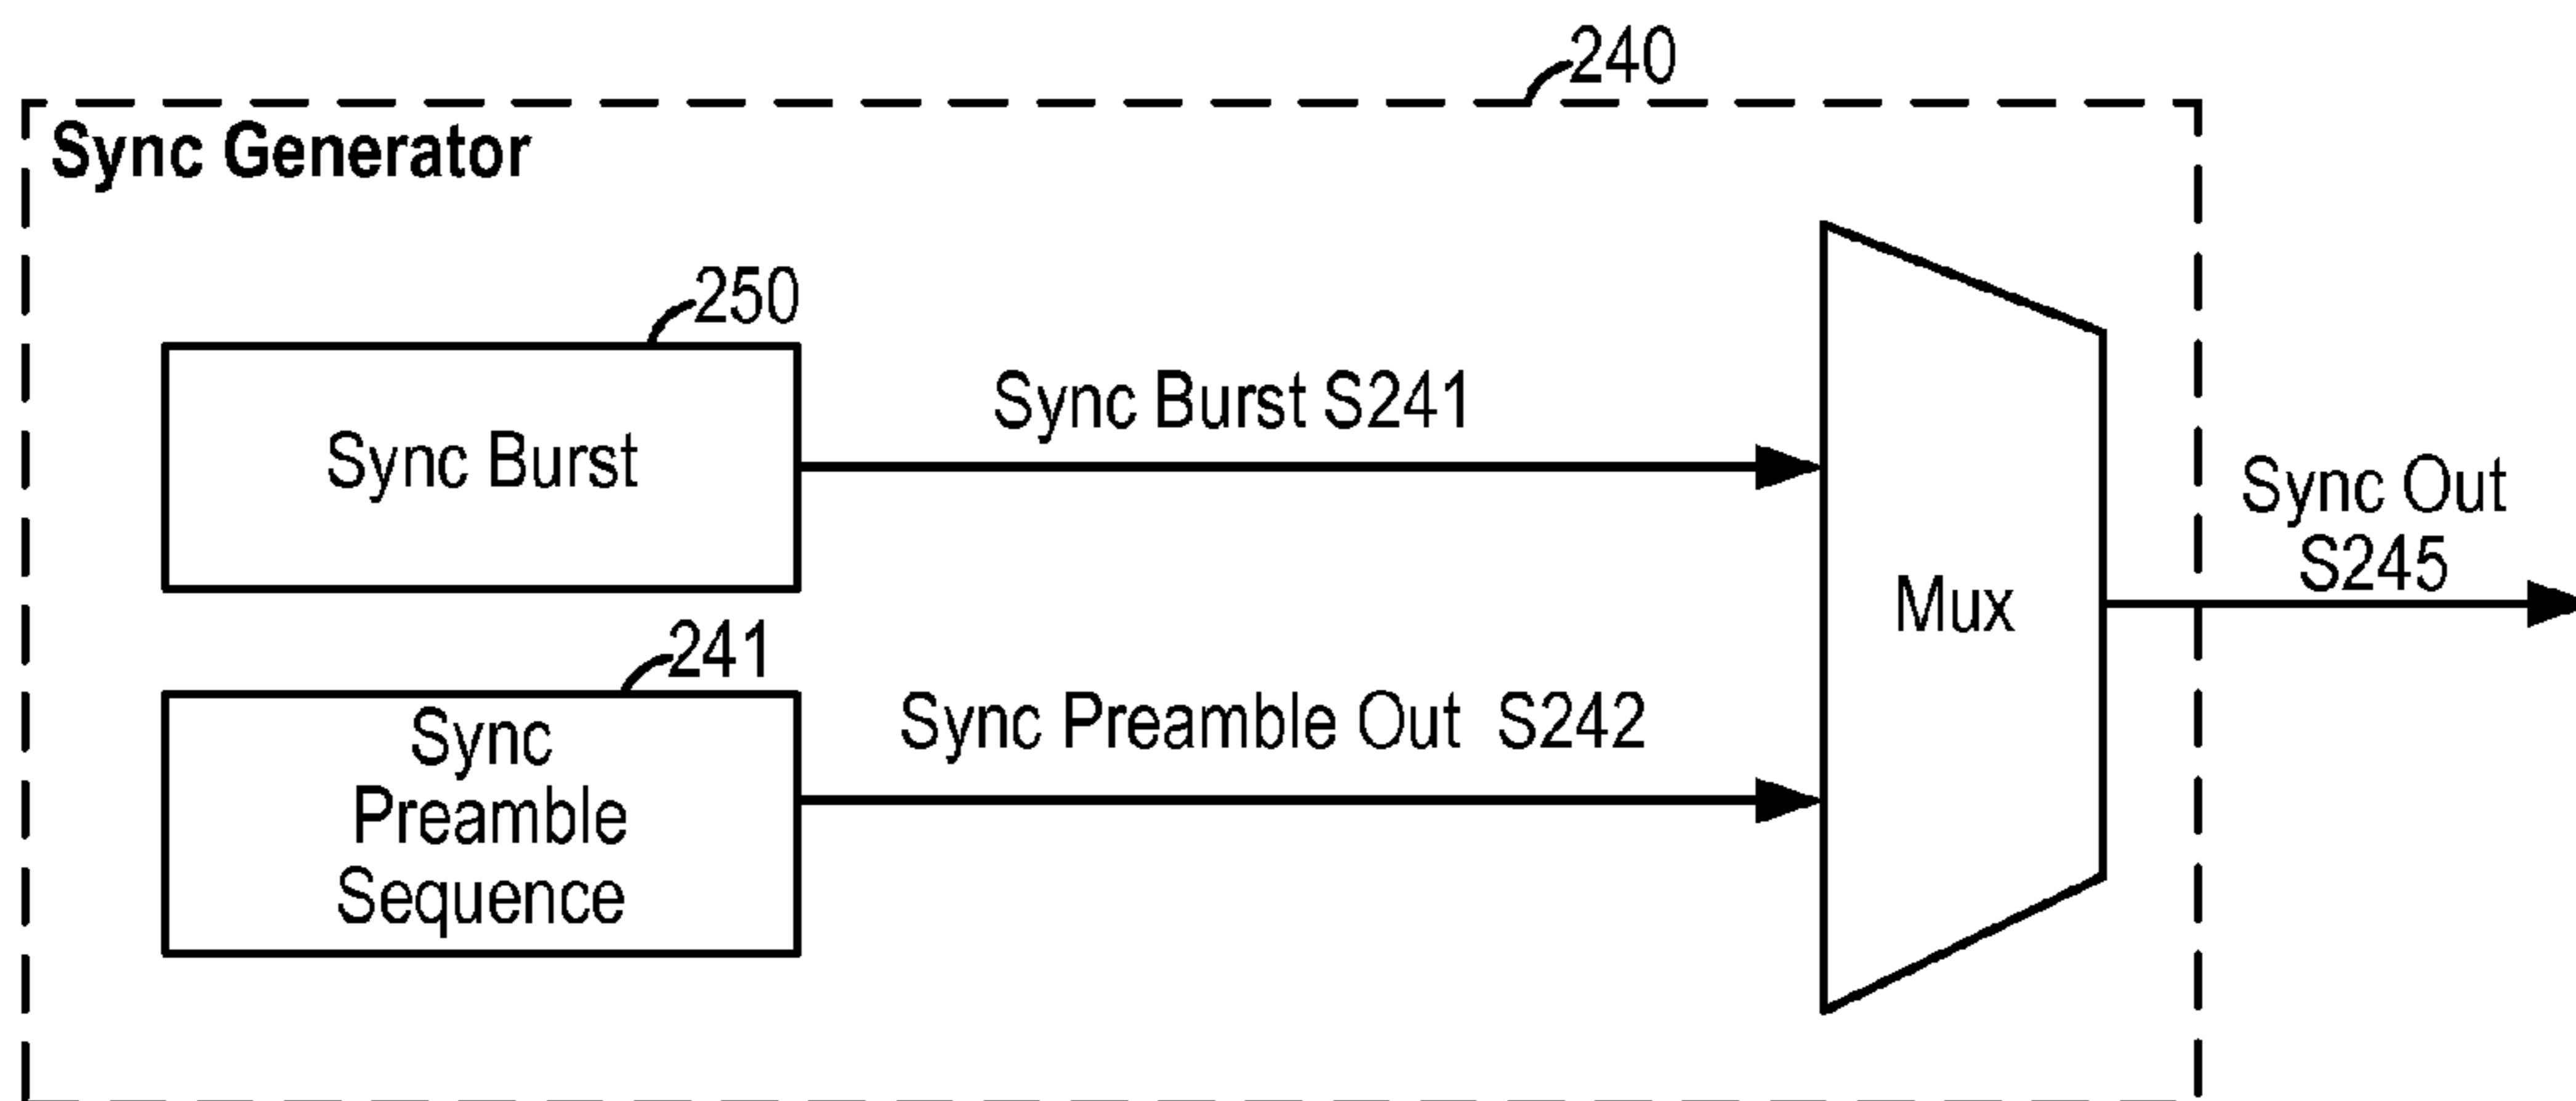 240
Sync Generator
250
Sync Burst
Sync Burst S241
241
Sync
Preamble
Sequence
Sync Preamble Out S242
Mux
Sync Out
S245